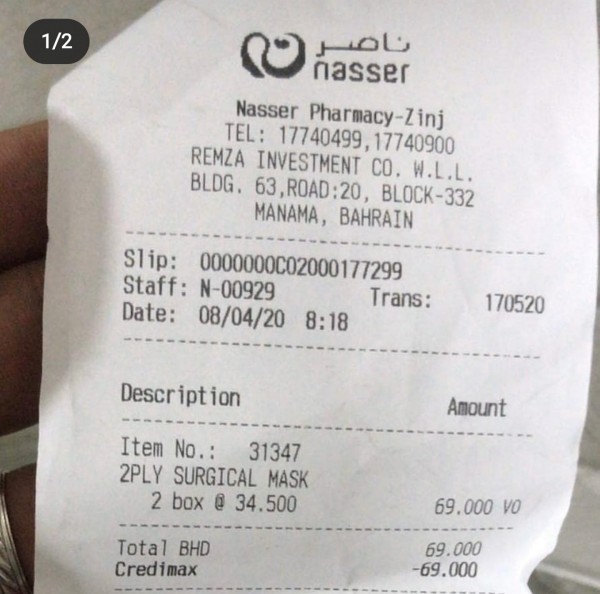 1/2
ناصر
nasser
Nasser Pharmacy-Zinj
TEL: 17740499,17740900
REMZA INVESTMENT CO. W.L.L.
BLDG. 63,ROAD:20, BLOCK-332
MANAMA, BAHRAIN
Slip: 0000000C02000177299
Staff: N-00929 Trans: 170520
Date: 08/04/20 8:18
Description Amount
Item No.: 31347
2PLY SURGICAL MASK
2 box @ 34.500 69.000 V0
Total BHD 69.000
Credimax -69.000